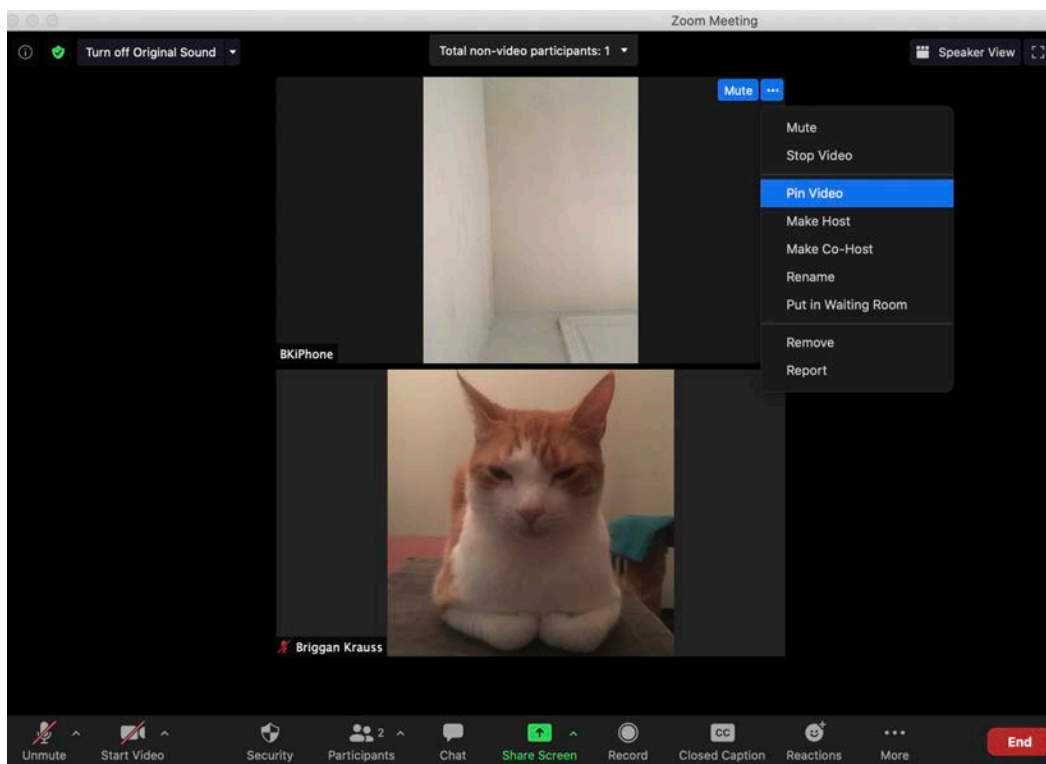 Zoom Meeting
Turn off Original Sound
Total non-video participants: 1
Speaker View
Mute
Mute
Stop Video
Pin Video
Make Host
Make Co-Host
Rename
Put in Waiting Room
Remove
Report
BKiPhone
Briggan Krauss
Unmute
Start Video
Security
2
Participants
Chat
Share Screen
Record
CC
Closed Caption
Reactions
More
End